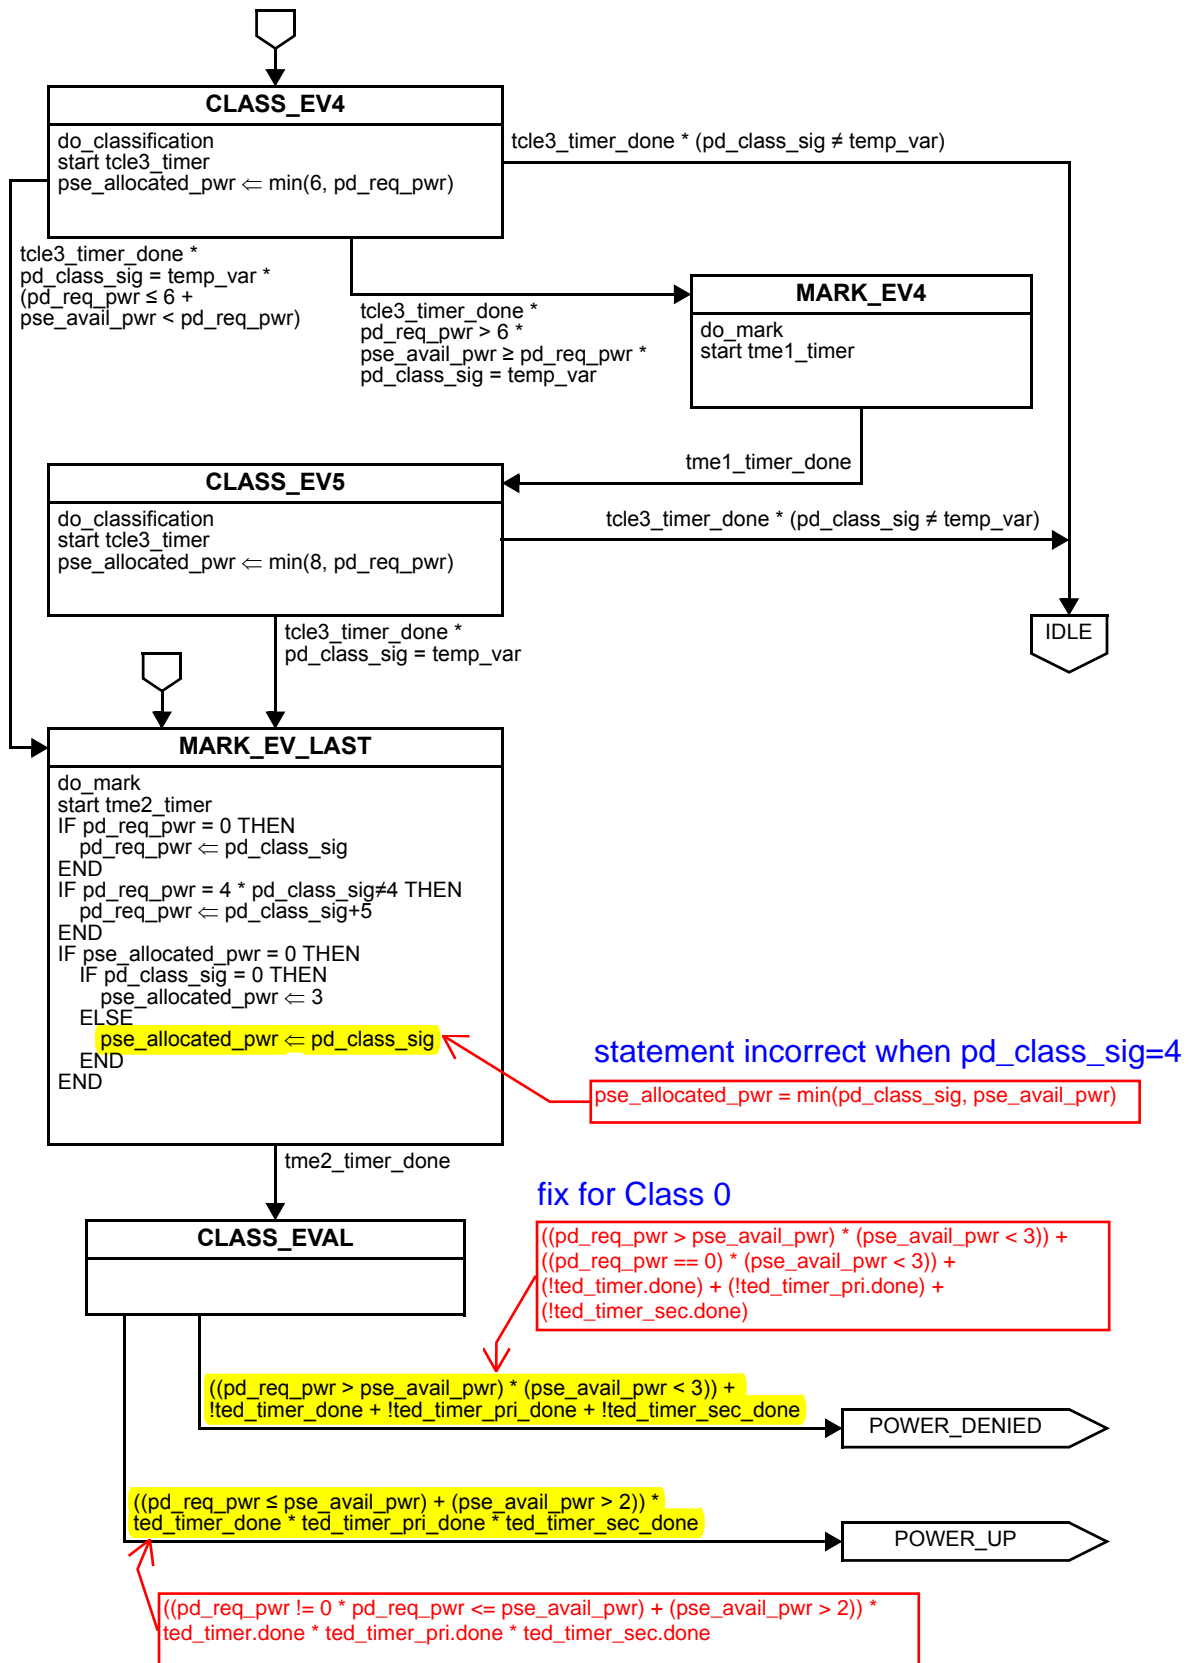 CLASS_EV4
do_classification
start tcle3_timer
pse_allocated_pwr ⇐ min(6, pd_req_pwr)
tcle3_timer_done * (pd_class_sig ≠ temp_var)
tcle3_timer_done *
pd_class_sig = temp_var *
(pd_req_pwr ≤ 6 +
pse_avail_pwr < pd_req_pwr)
tcle3_timer_done *
pd_req_pwr > 6 *
pse_avail_pwr ≥ pd_req_pwr *
pd_class_sig = temp_var
MARK_EV4
do_mark
start tme1_timer
tme1_timer_done
CLASS_EV5
do_classification
start tcle3_timer
pse_allocated_pwr ⇐ min(8, pd_req_pwr)
tcle3_timer_done * (pd_class_sig ≠ temp_var)
IDLE
tcle3_timer_done *
pd_class_sig = temp_var
MARK_EV_LAST
do_mark
start tme2_timer
IF pd_req_pwr = 0 THEN
pd_req_pwr ⇐ pd_class_sig
END
IF pd_req_pwr = 4 * pd_class_sig≠4 THEN
pd_req_pwr ⇐ pd_class_sig+5
END
IF pse_allocated_pwr = 0 THEN
IF pd_class_sig = 0 THEN
pse_allocated_pwr ⇐ 3
ELSE
pse_allocated_pwr ⇐ pd_class_sig
END
END
statement incorrect when pd_class_sig=4
pse_allocated_pwr = min(pd_class_sig, pse_avail_pwr)
tme2_timer_done
CLASS_EVAL
fix for Class 0
((pd_req_pwr > pse_avail_pwr) * (pse_avail_pwr < 3)) +
((pd_req_pwr == 0) * (pse_avail_pwr < 3)) +
(!ted_timer.done) + (!ted_timer_pri.done) +
(!ted_timer_sec.done)
((pd_req_pwr > pse_avail_pwr) * (pse_avail_pwr < 3)) +
!ted_timer_done + !ted_timer_pri_done + !ted_timer_sec_done
POWER_DENIED
((pd_req_pwr ≤ pse_avail_pwr) + (pse_avail_pwr > 2)) *
ted_timer_done * ted_timer_pri_done * ted_timer_sec_done
POWER_UP
((pd_req_pwr != 0 * pd_req_pwr <= pse_avail_pwr) + (pse_avail_pwr > 2)) *
ted_timer.done * ted_timer_pri.done * ted_timer_sec.done